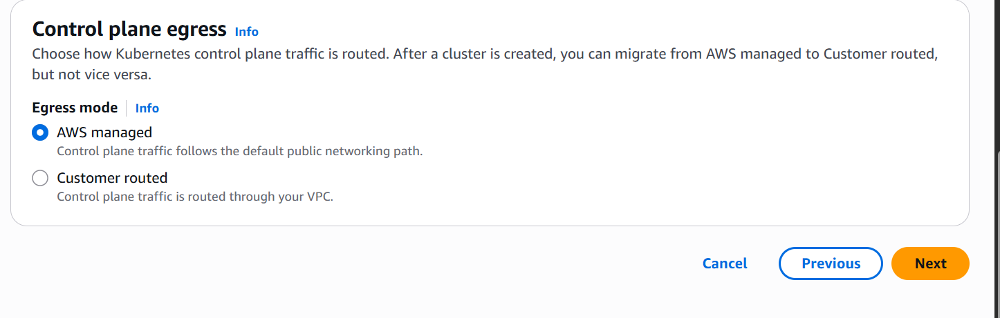 Control plane egress Info
Choose how Kubernetes control plane traffic is routed. After a cluster is created, you can migrate from AWS managed to Customer routed,
but not vice versa.
Egress mode Info
AWS managed
Control plane traffic follows the default public networking path.
Customer routed
Control plane traffic is routed through your VPC.
Cancel Previous Next